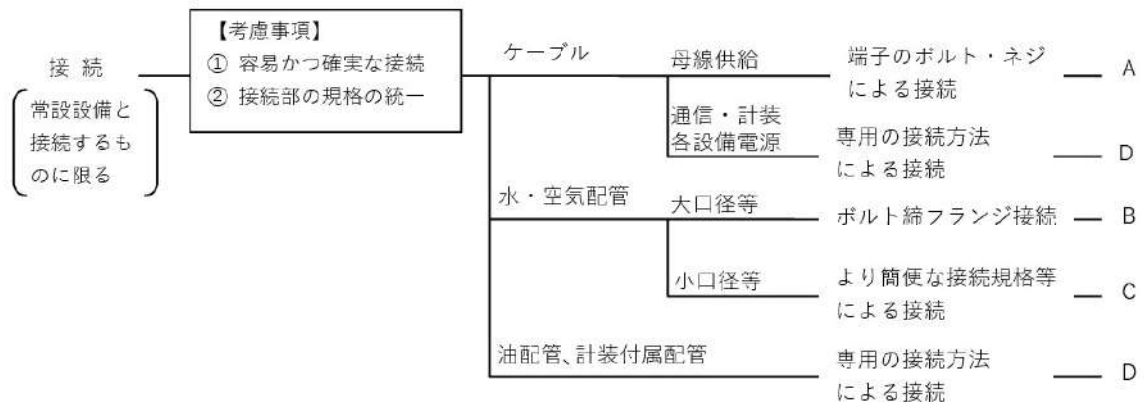 接続
常設設備と
接続するも
のに限る
【考慮事項】
① 容易かつ確実な接続
② 接続部の規格の統一
ケーブル
母線供給
端子のボルト・ネジ
による接続
A
通信・計装
各設備電源
専用の接続方法
による接続
D
水・空気配管
大口径等
ボルト締フランジ接続
B
小口径等
より簡便な接続規格等
による接続
C
油配管、計装付属配管
専用の接続方法
による接続
D